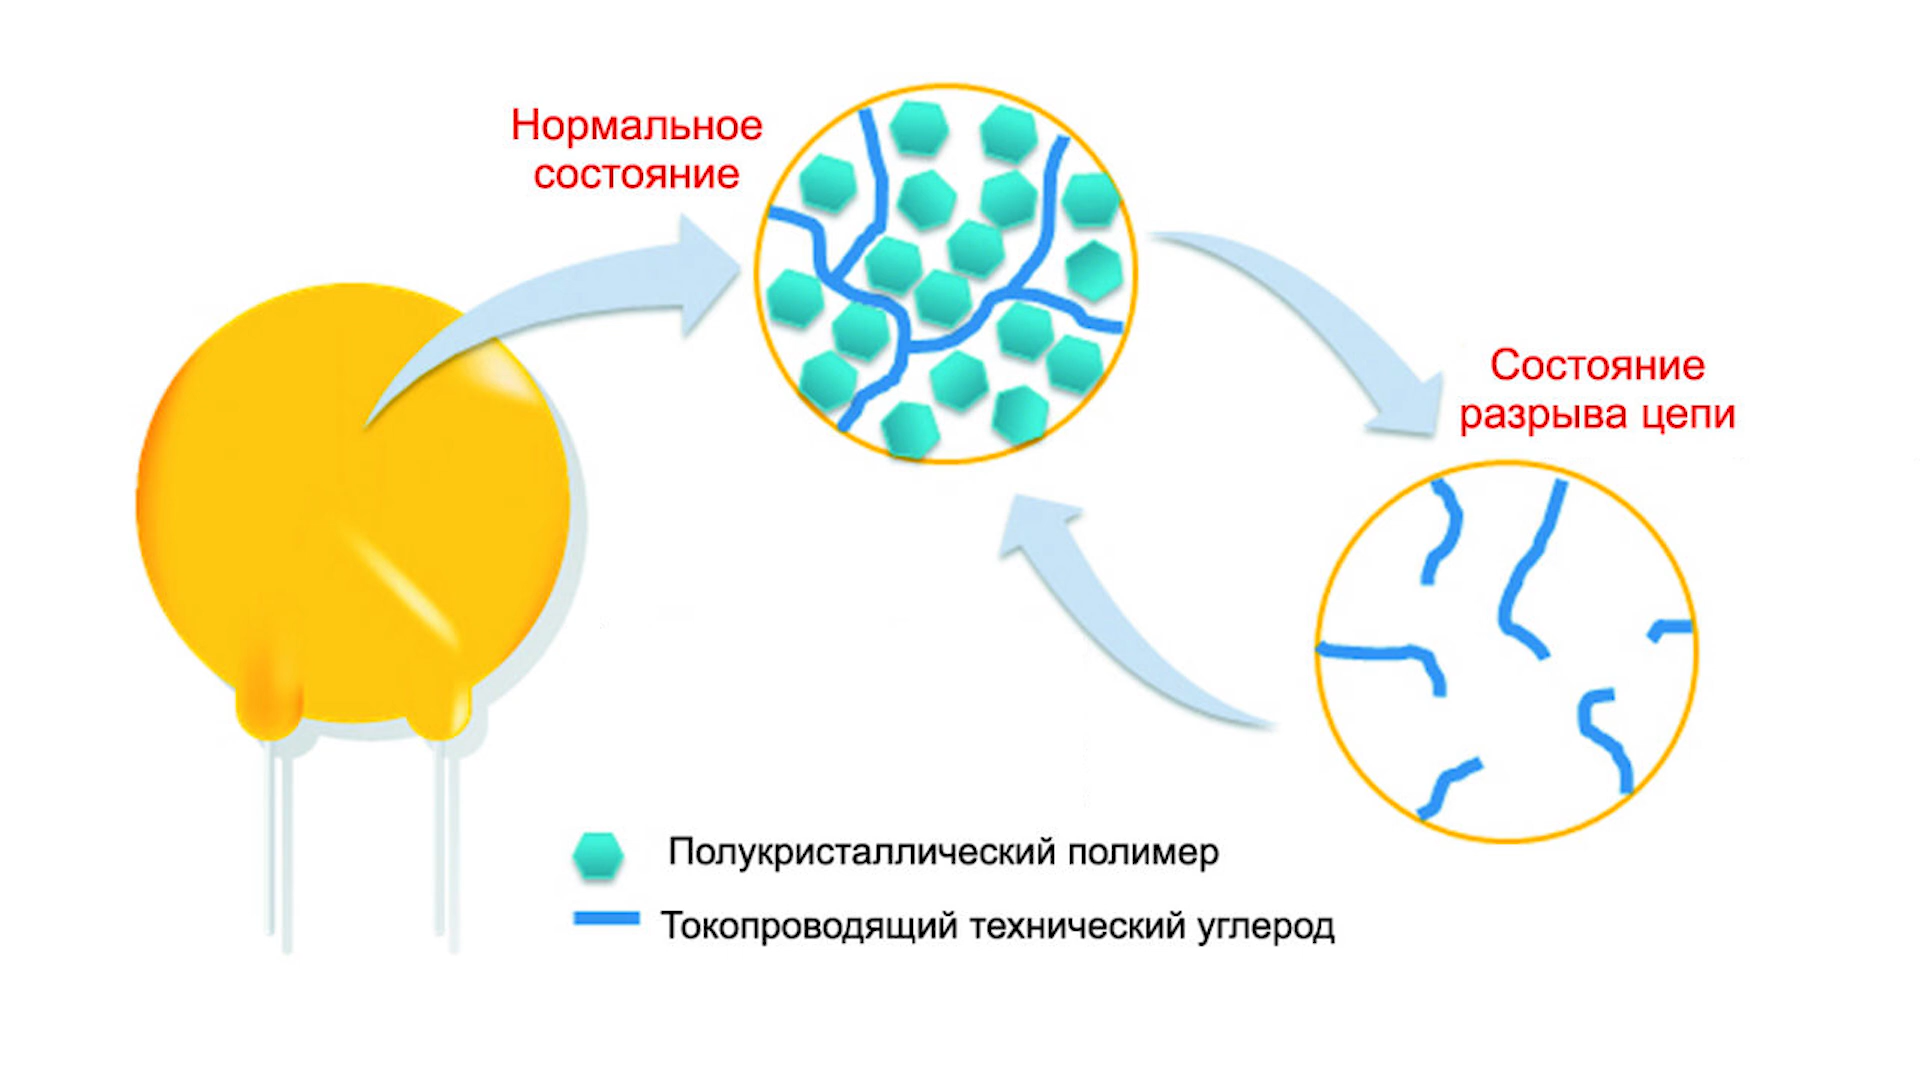 Нормальное
состояние
Состояние
разрыва цепи
Полукристаллический полимер
Токопроводящий технический углерод